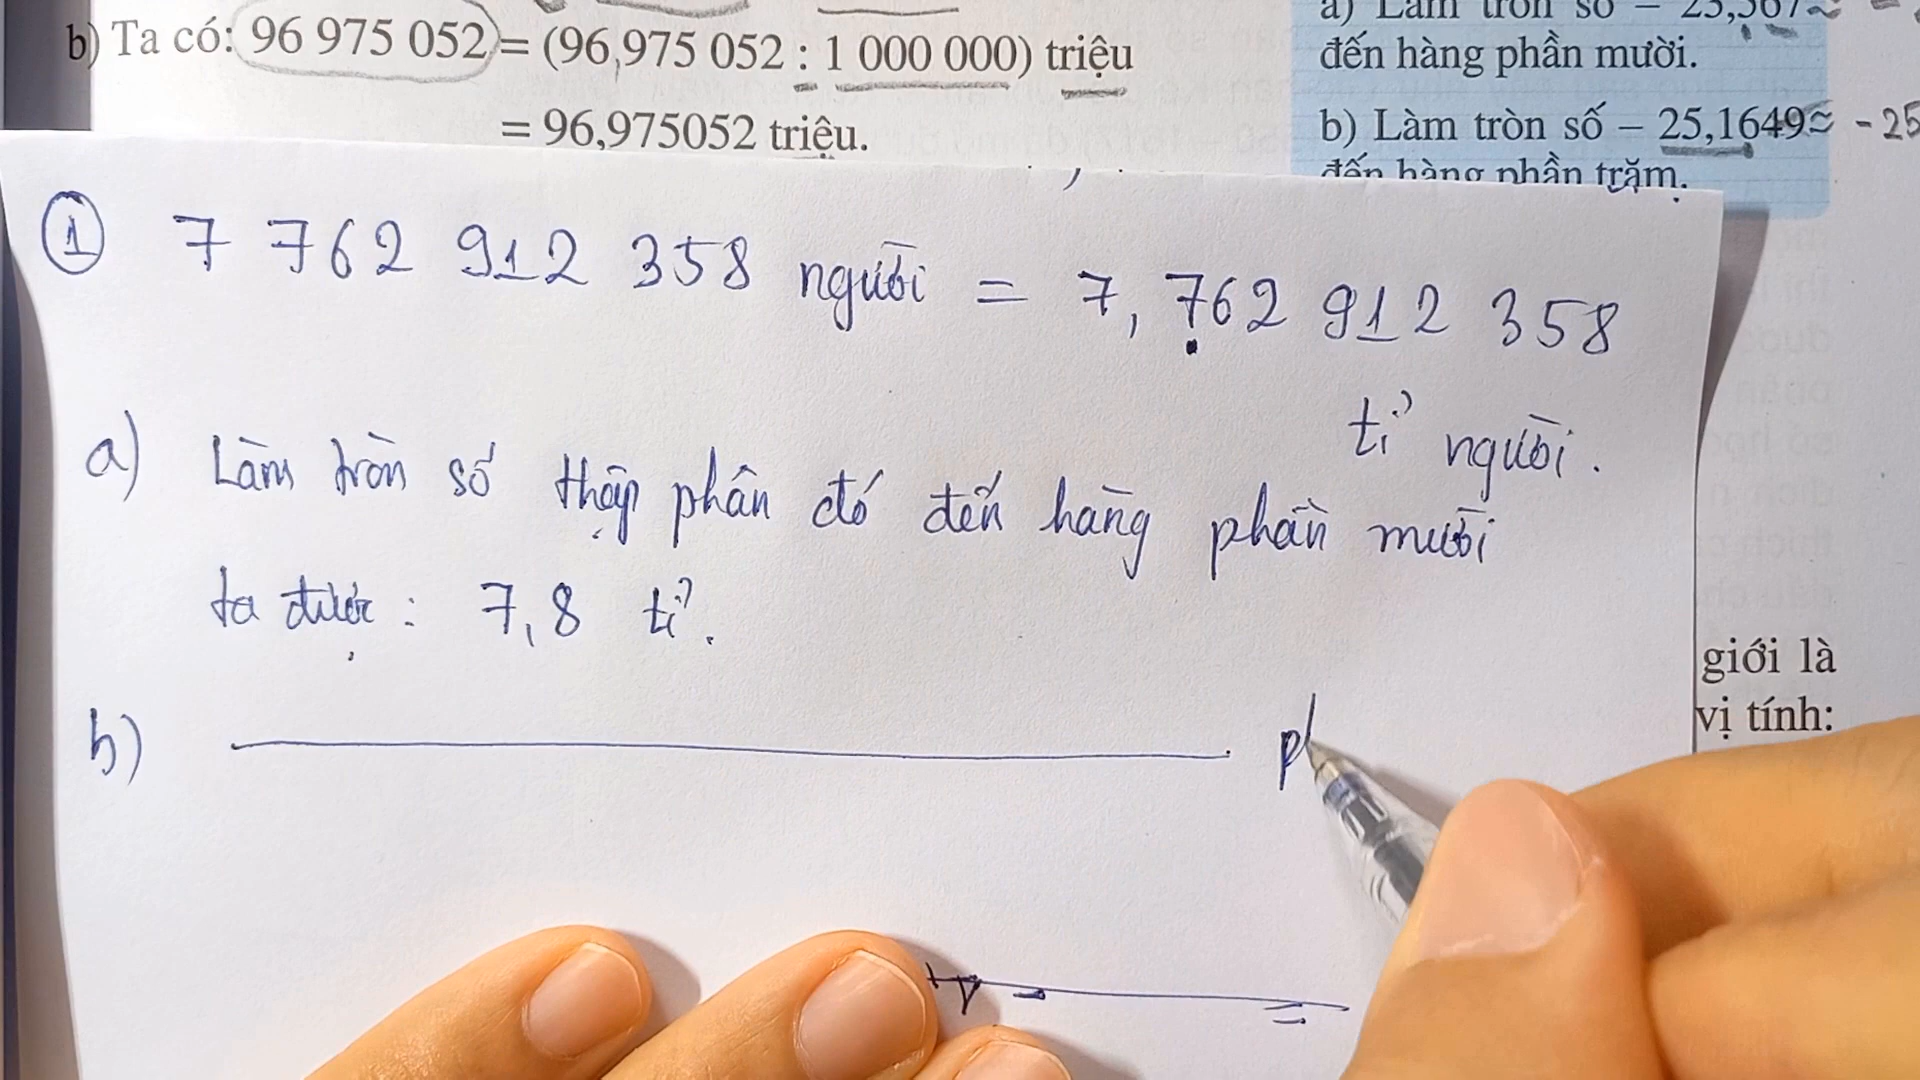 b) Ta có: 96 975 052 = (96,975 052 : 1 000 000) triệu
= 96,975052 triệu.
a) Làm tròn số – 23,567 ≈
đến hàng phần mười.
b) Làm tròn số – 25,1649 ≈ - 25
đến hàng phần trăm.
① 7 762 912 358 người = 7, 762 912 358
tỉ người.
a) Làm tròn số thập phân đó đến hàng phần mười
ta được : 7,8 tỉ.
b) ph
giới là
vị tính: